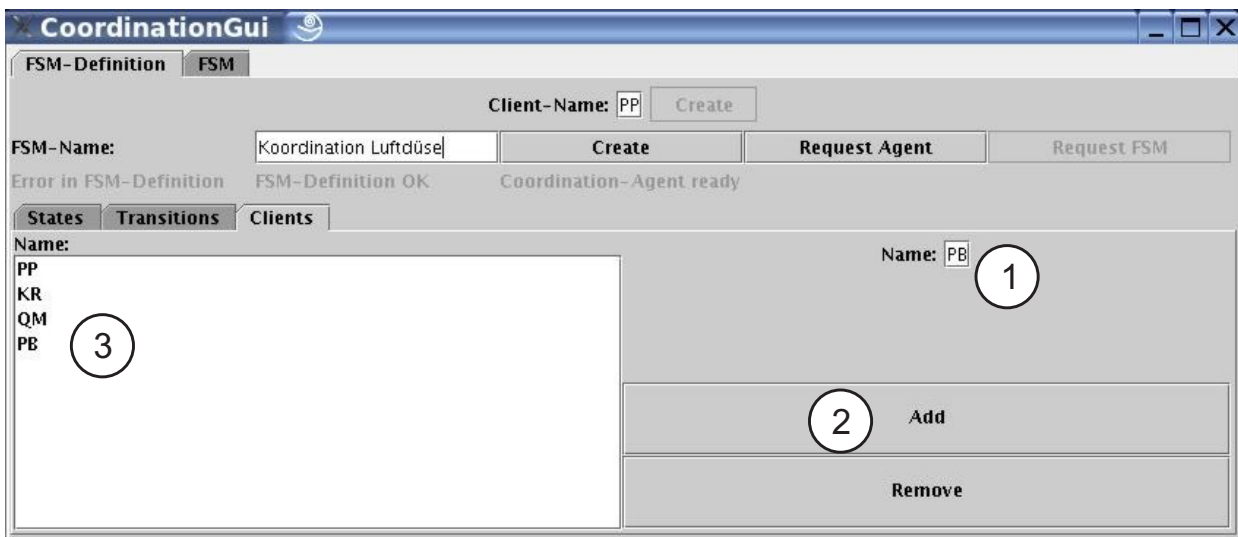 CoordinationGui
FSM-Definition FSM
Client-Name: PP Create
FSM-Name: Koordination Luftdüse Create Request Agent Request FSM
Error in FSM-Definition FSM-Definition OK Coordination-Agent ready
States Transitions Clients
Name:
Name: PB 1
PP
KR
QM
PB 3
2 Add
Remove